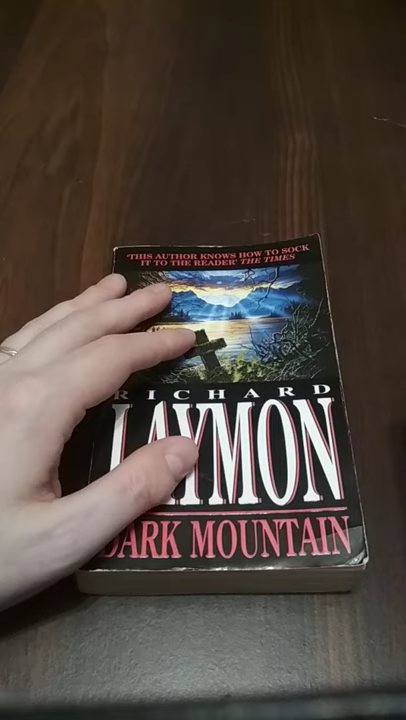 'THIS AUTHOR KNOWS HOW TO SOCK
IT TO THE READER' THE TIMES
RICHARD
LAYMON
DARK MOUNTAIN